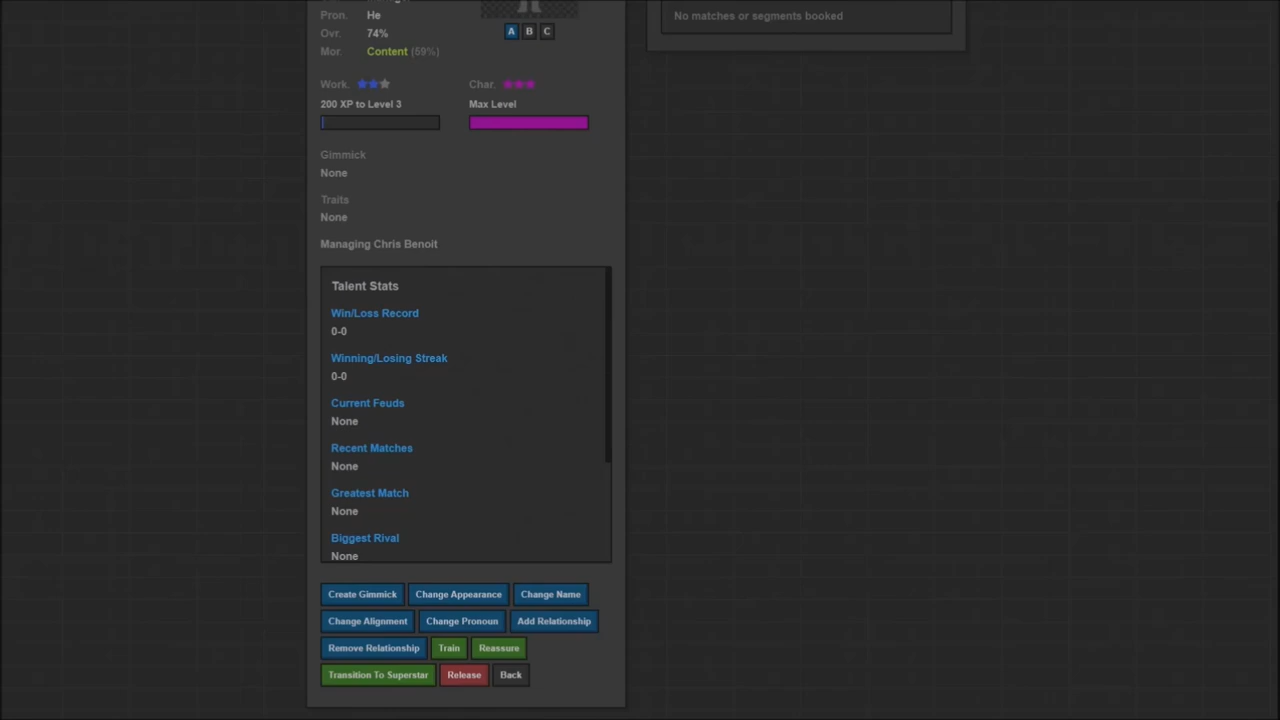 Pron. He
Ovr. 74%
Mor. Content (59%)
A B C
Work. Char.
200 XP to Level 3 Max Level
Gimmick
None
Traits
None
Managing Chris Benoit
Talent Stats
Win/Loss Record
0-0
Winning/Losing Streak
0-0
Current Feuds
None
Recent Matches
None
Greatest Match
None
Biggest Rival
None
Create Gimmick Change Appearance Change Name
Change Alignment Change Pronoun Add Relationship
Remove Relationship Train Reassure
Transition To Superstar Release Back
No matches or segments booked